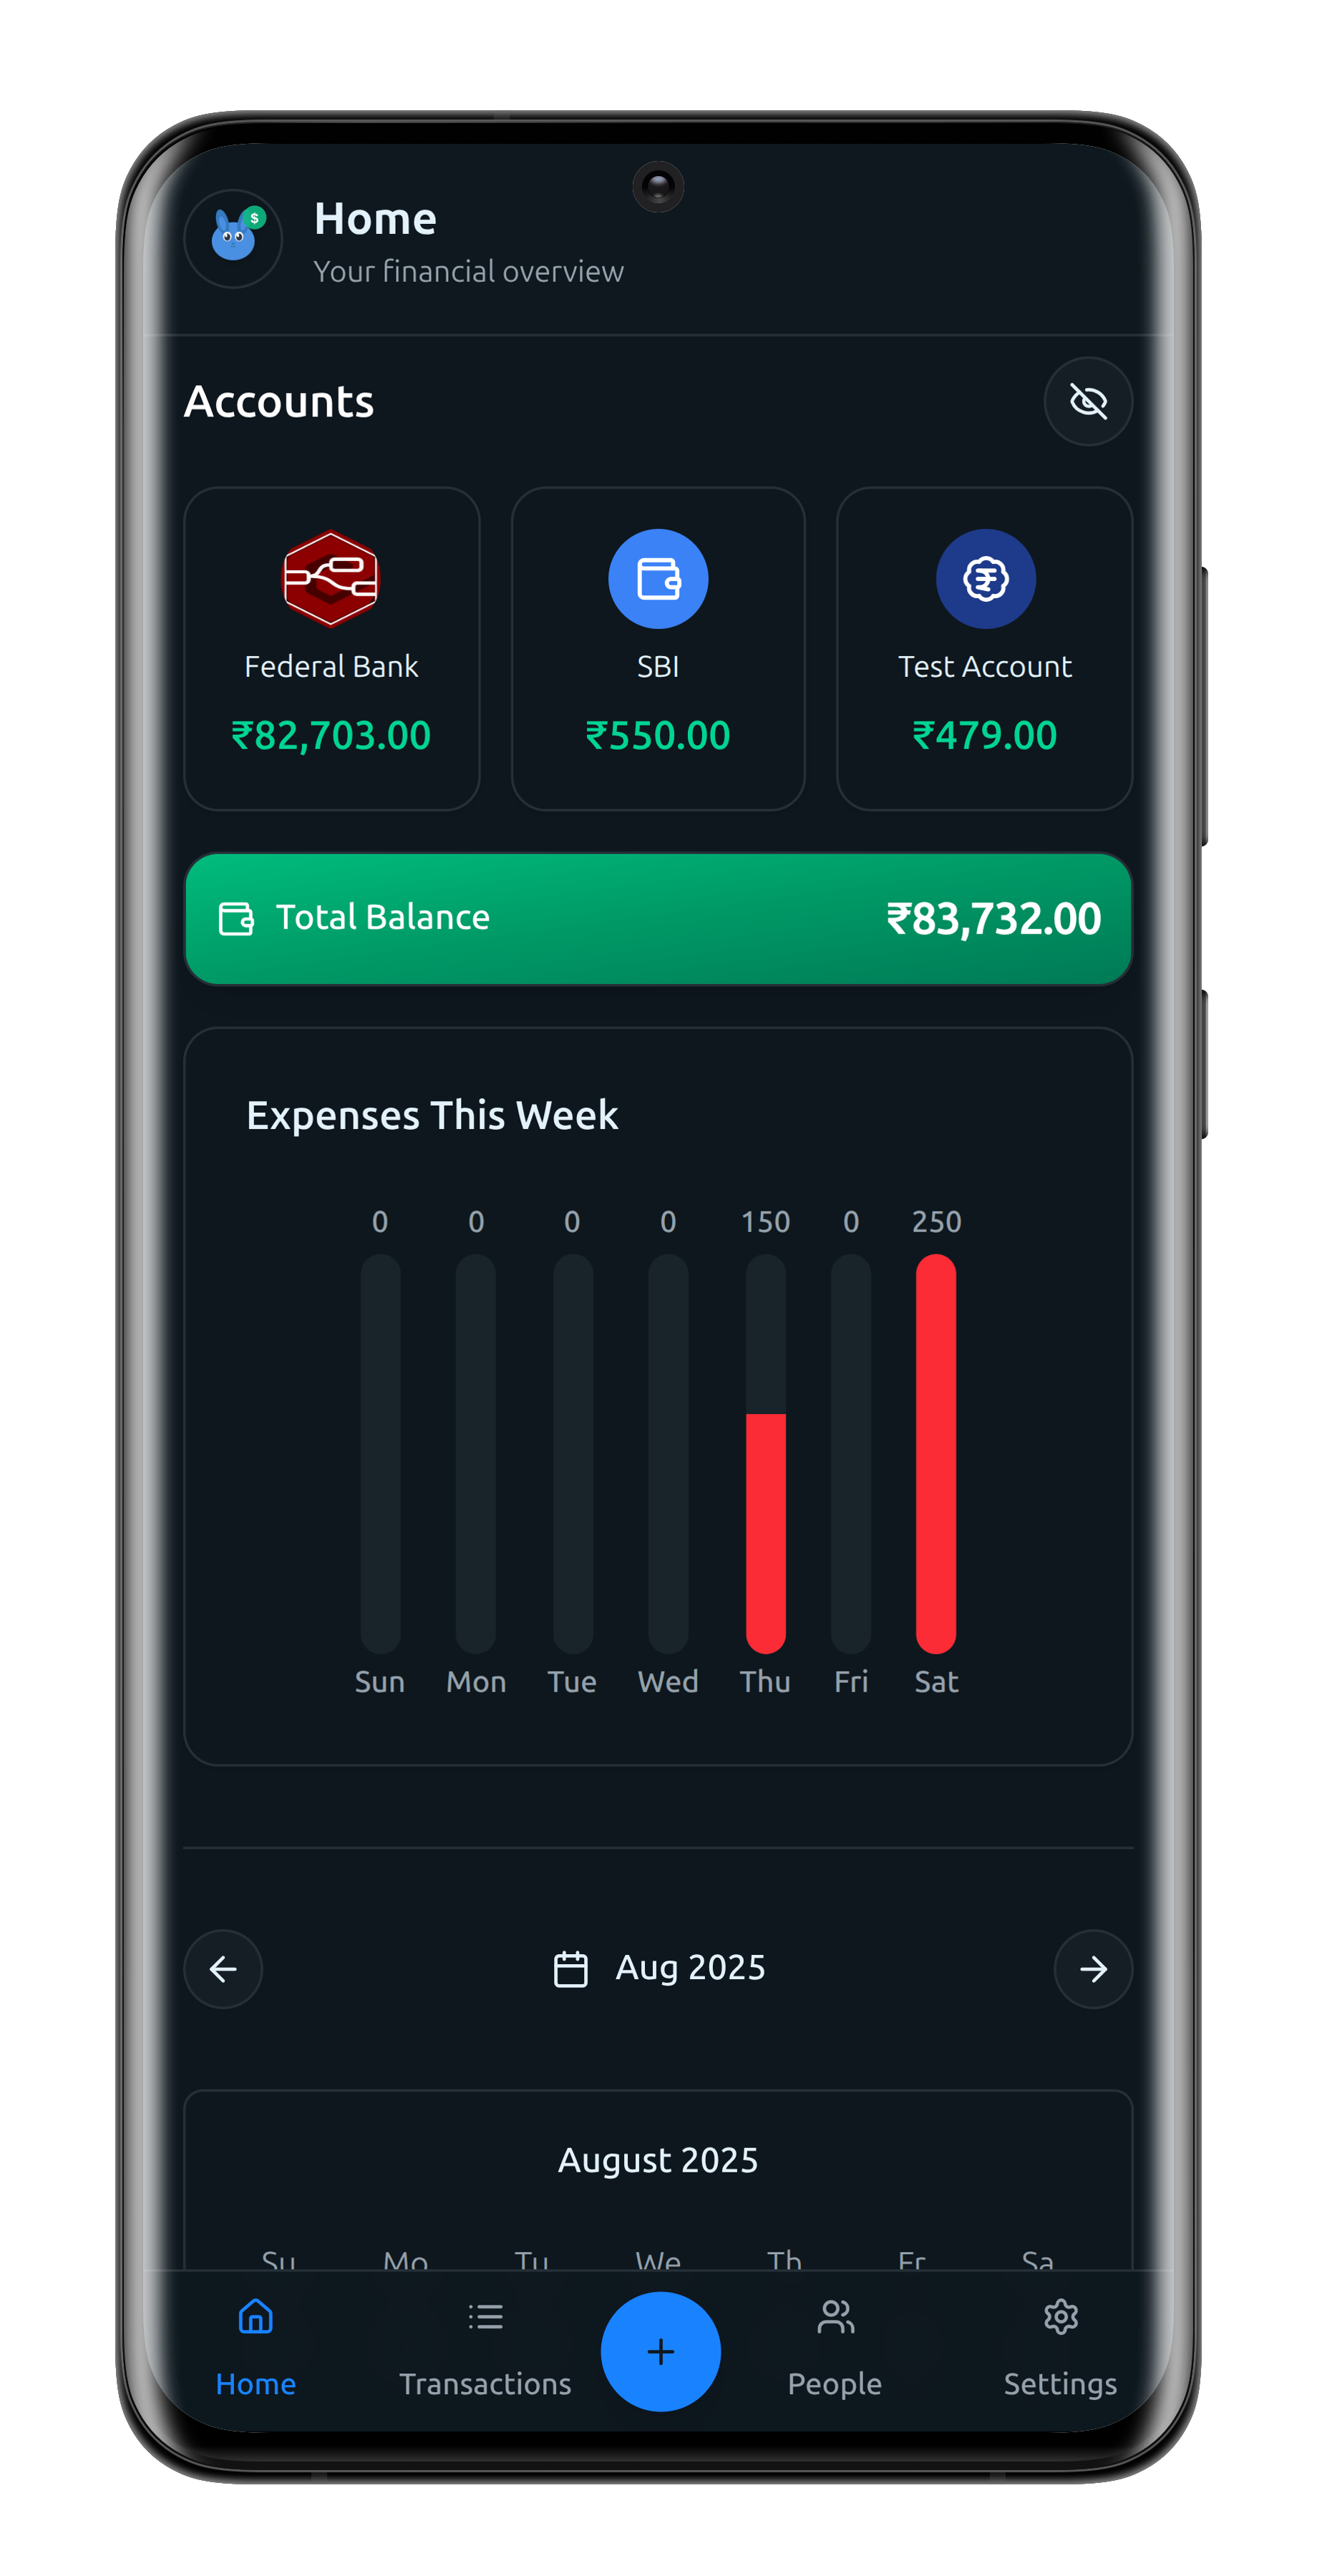 $
Home
Your financial overview
Accounts
Federal Bank SBI Test Account
₹82,703.00 ₹550.00 ₹479.00
Total Balance ₹83,732.00
Expenses This Week
0 0 0 0 150 0 250
Sun Mon Tue Wed Thu Fri Sat
Aug 2025
August 2025
Su Mo Tu We Th Fr Sa
Home Transactions People Settings